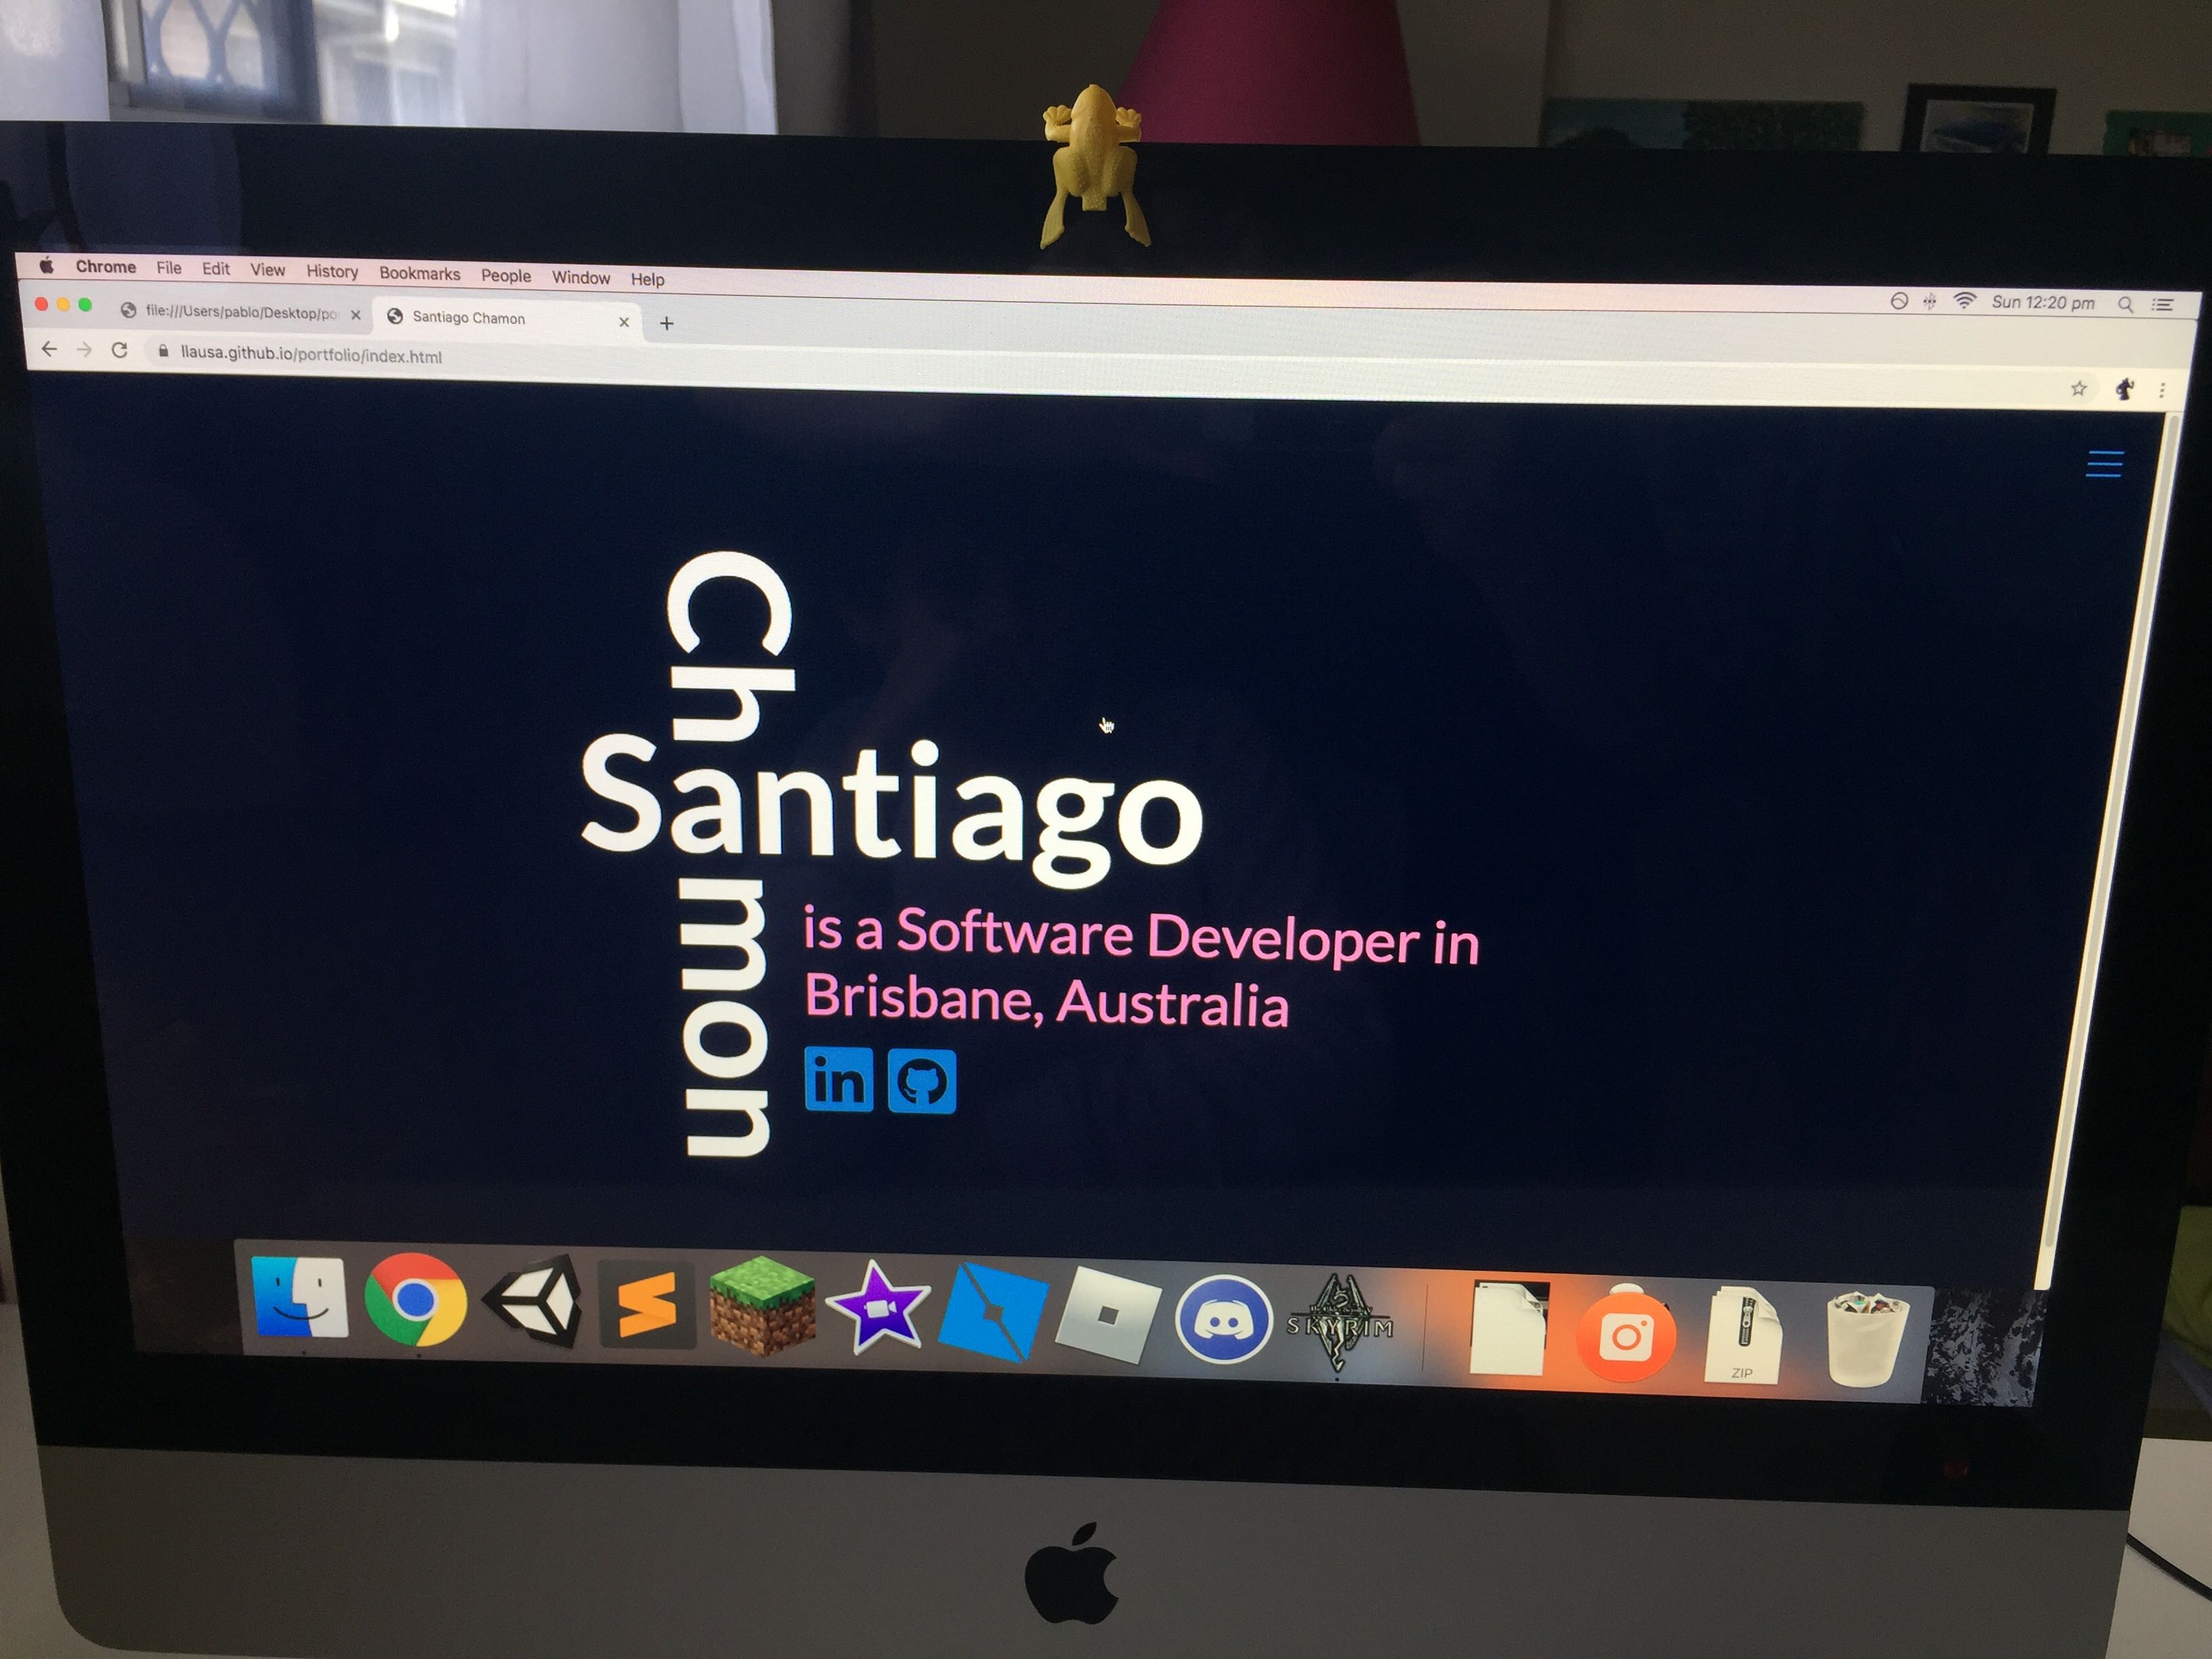 Chrome File Edit View History Bookmarks People Window Help
Sun 12:20 pm
file:///Users/pablo/Desktop/po
Santiago Chamon
llausa.github.io/portfolio/index.html
Chamon
Santiago
is a Software Developer in
Brisbane, Australia
in
SKYRIM
ZIP